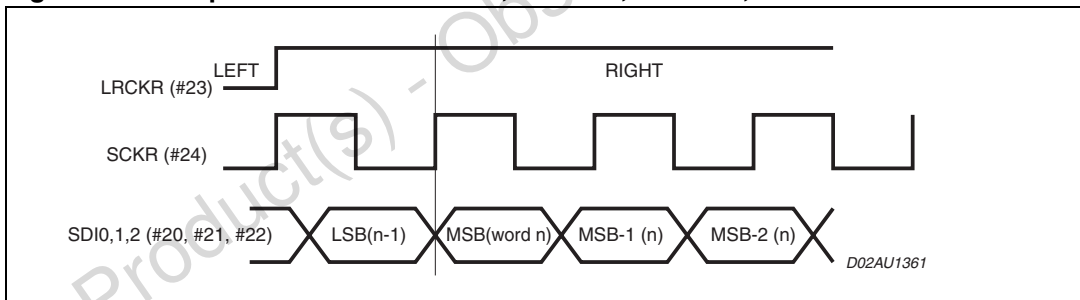 LEFT
RIGHT
LRCKR (#23)
SCKR (#24)
SDI0,1,2 (#20, #21, #22)
LSB(n-1)
MSB(word n)
MSB-1 (n)
MSB-2 (n)
D02AU1361
Product(s) - Obs